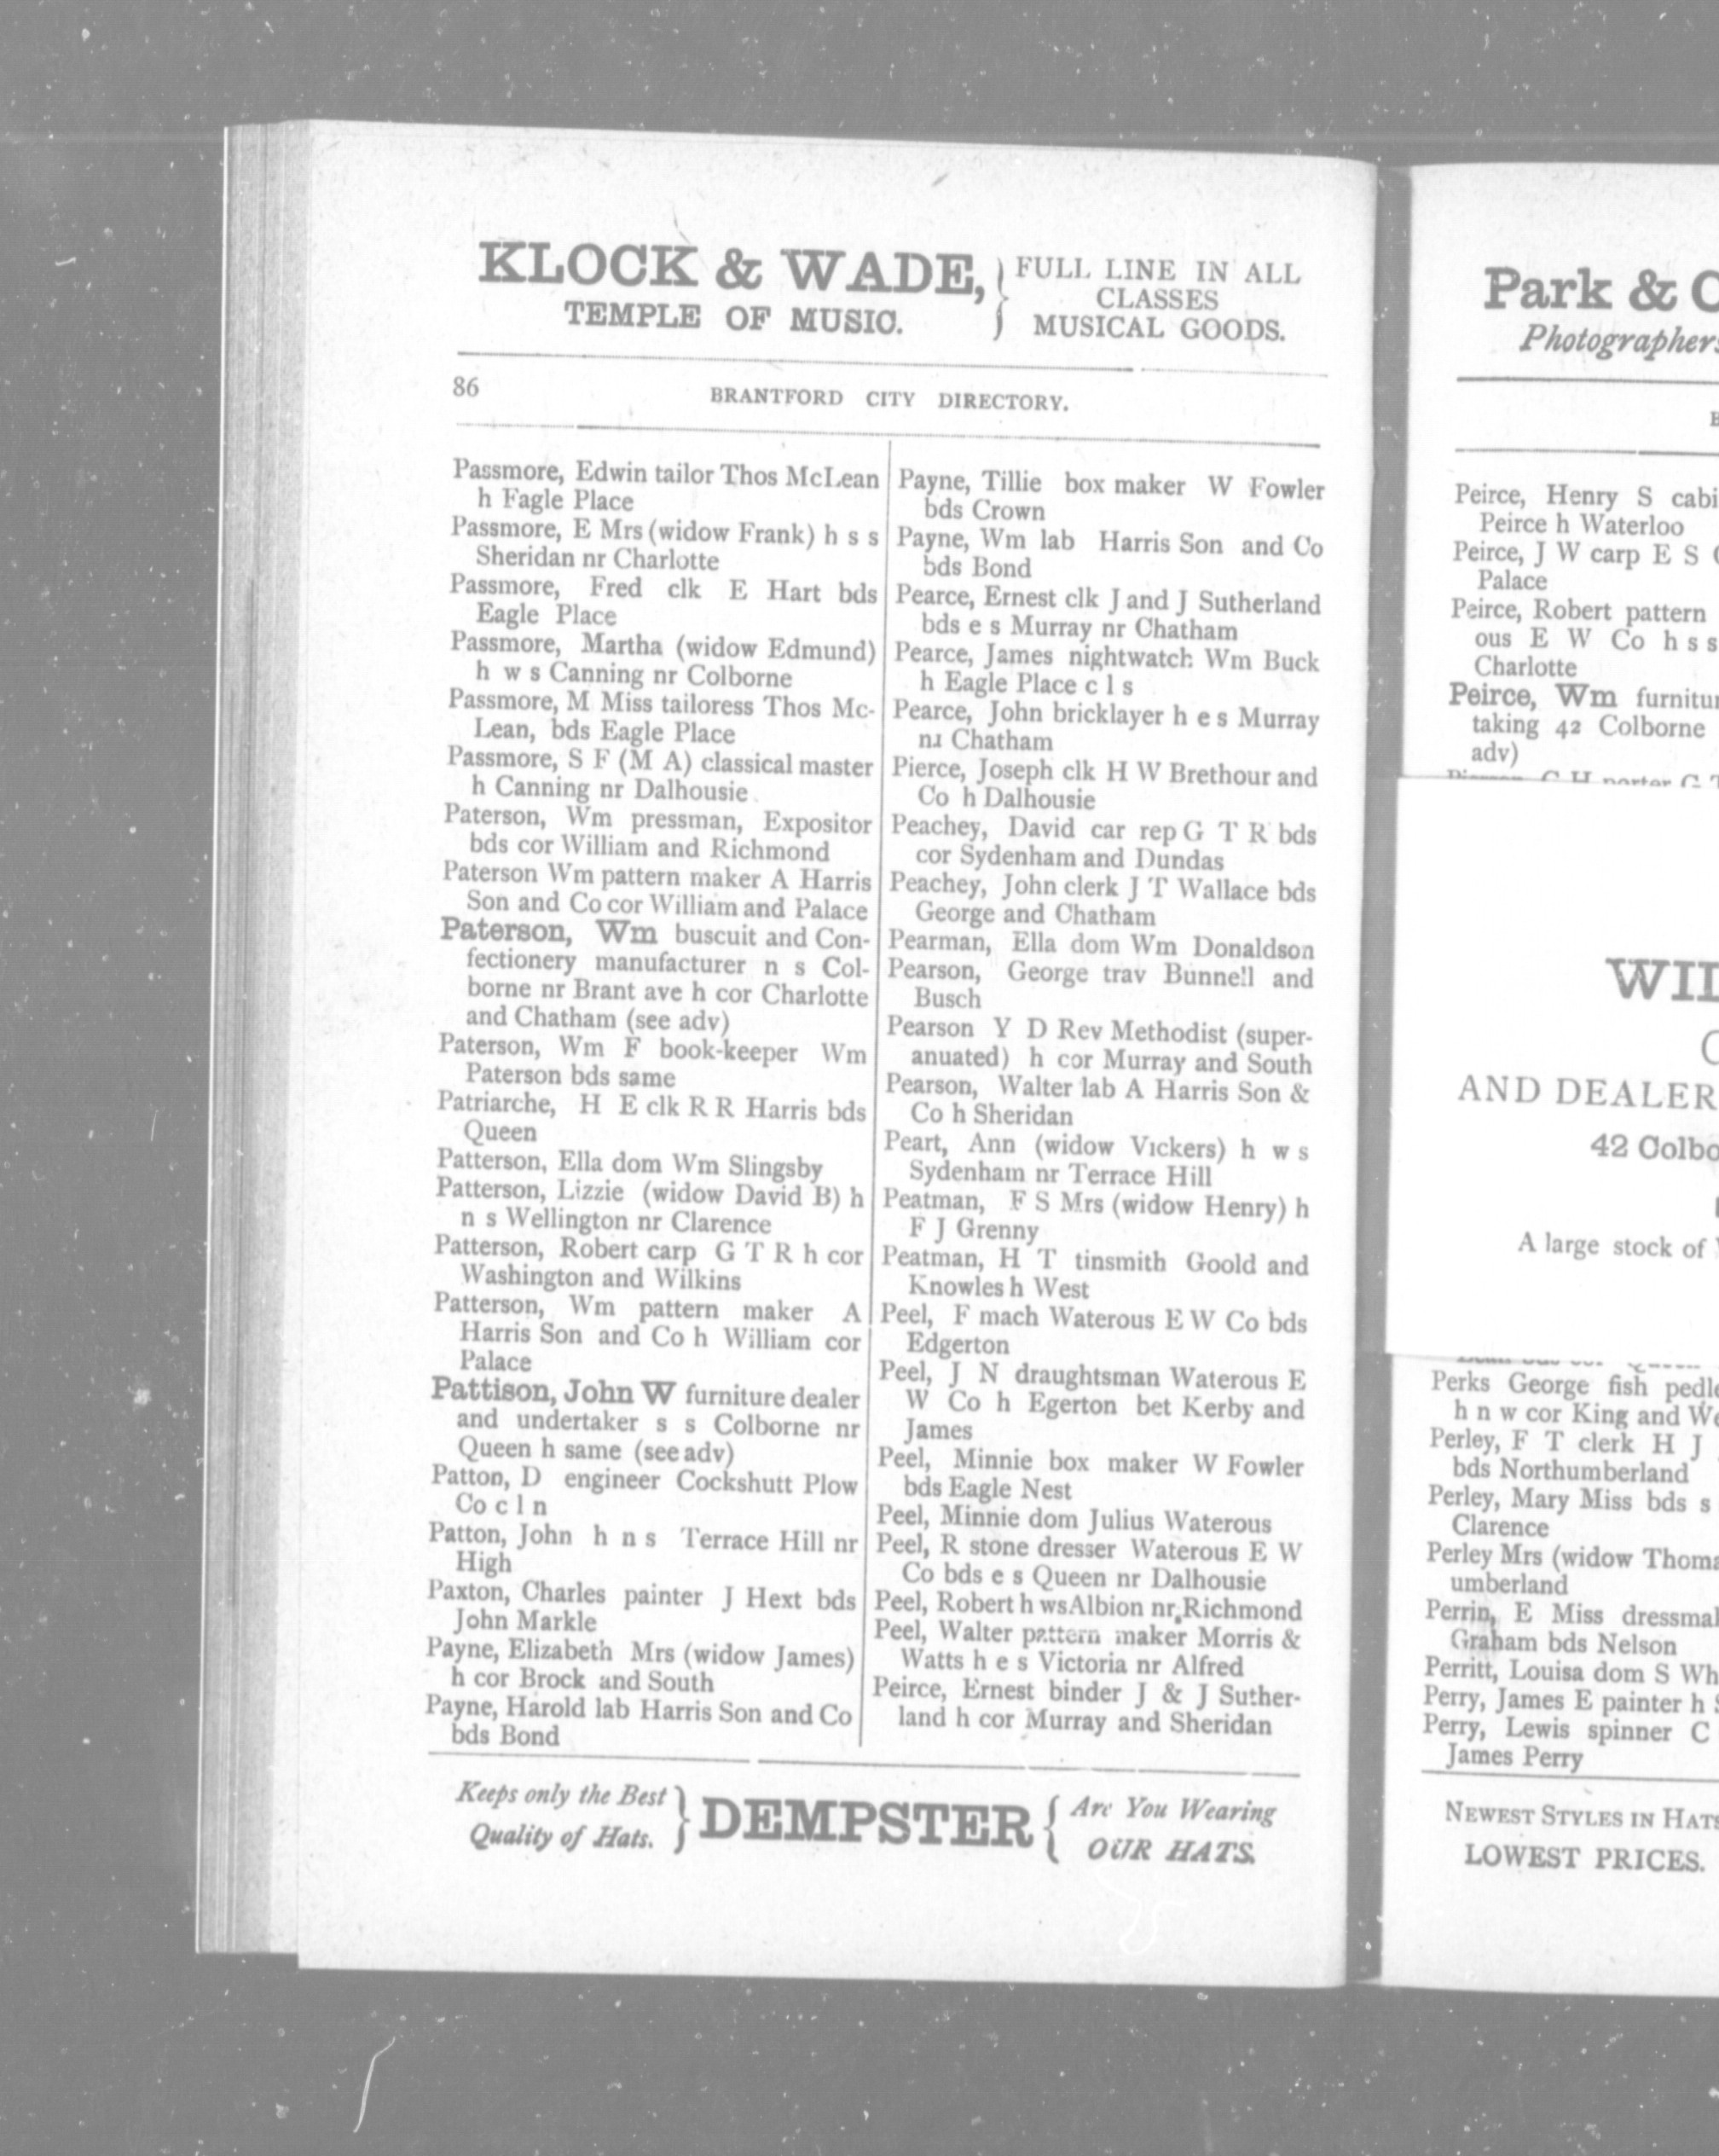 KLOCK & WADE,
TEMPLE OF MUSIC.
FULL LINE IN ALL
CLASSES
MUSICAL GOODS.
86
BRANTFORD CITY DIRECTORY.
Passmore, Edwin tailor Thos McLean
h Fagle Place
Passmore, E Mrs (widow Frank) h s s
Sheridan nr Charlotte
Passmore, Fred clk E Hart bds
Eagle Place
Passmore, Martha (widow Edmund)
h w s Canning nr Colborne
Passmore, M Miss tailoress Thos Mc-
Lean, bds Eagle Place
Passmore, S F (M A) classical master
h Canning nr Dalhousie
Paterson, Wm pressman, Expositor
bds cor William and Richmond
Paterson Wm pattern maker A Harris
Son and Co cor William and Palace
Paterson, Wm buscuit and Con-
fectionery manufacturer n s Col-
borne nr Brant ave h cor Charlotte
and Chatham (see adv)
Paterson, Wm F book-keeper Wm
Paterson bds same
Patriarche, H E clk R R Harris bds
Queen
Patterson, Ella dom Wm Slingsby
Patterson, Lizzie (widow David B) h
n s Wellington nr Clarence
Patterson, Robert carp G T R h cor
Washington and Wilkins
Patterson, Wm pattern maker A
Harris Son and Co h William cor
Palace
Pattison, John W furniture dealer
and undertaker s s Colborne nr
Queen h same (see adv)
Patton, D engineer Cockshutt Plow
Co c l n
Patton, John h n s Terrace Hill nr
High
Paxton, Charles painter J Hext bds
John Markle
Payne, Elizabeth Mrs (widow James)
h cor Brock and South
Payne, Harold lab Harris Son and Co
bds Bond
Payne, Tillie box maker W Fowler
bds Crown
Payne, Wm lab Harris Son and Co
bds Bond
Pearce, Ernest clk J and J Sutherland
bds e s Murray nr Chatham
Pearce, James nightwatch Wm Buck
h Eagle Place c l s
Pearce, John bricklayer h e s Murray
nr Chatham
Pierce, Joseph clk H W Brethour and
Co h Dalhousie
Peachey, David car rep G T R bds
cor Sydenham and Dundas
Peachey, John clerk J T Wallace bds
George and Chatham
Pearman, Ella dom Wm Donaldson
Pearson, George trav Bunnell and
Busch
Pearson Y D Rev Methodist (super-
anuated) h cor Murray and South
Pearson, Walter lab A Harris Son &
Co h Sheridan
Peart, Ann (widow Vickers) h w s
Sydenham nr Terrace Hill
Peatman, F S Mrs (widow Henry) h
F J Grenny
Peatman, H T tinsmith Goold and
Knowles h West
Peel, F mach Waterous E W Co bds
Edgerton
Peel, J N draughtsman Waterous E
W Co h Egerton bet Kerby and
James
Peel, Minnie box maker W Fowler
bds Eagle Nest
Peel, Minnie dom Julius Waterous
Peel, R stone dresser Waterous E W
Co bds e s Queen nr Dalhousie
Peel, Robert h w s Albion nr Richmond
Peel, Walter pattern maker Morris &
Watts h e s Victoria nr Alfred
Peirce, Ernest binder J & J Suther-
land h cor Murray and Sheridan
Keeps only the Best
Quality of Hats.
DEMPSTER
Are You Wearing
OUR HATS.
Park & C
Photographers
Peirce, Henry S cabi
Peirce h Waterloo
Peirce, J W carp E S
Palace
Peirce, Robert pattern
ous E W Co h s s
Charlotte
Peirce, Wm furnitur
taking 42 Colborne
adv)
WIL
AND DEALER
42 Colbo
A large stock of
Perks George fish pedle
h n w cor King and We
Perley, F T clerk H J
bds Northumberland
Perley, Mary Miss bds s
Clarence
Perley Mrs (widow Thoma
umberland
Perrin, E Miss dressmak
Graham bds Nelson
Perritt, Louisa dom S Wh
Perry, James E painter h S
Perry, Lewis spinner C
James Perry
NEWEST STYLES IN HATS
LOWEST PRICES.